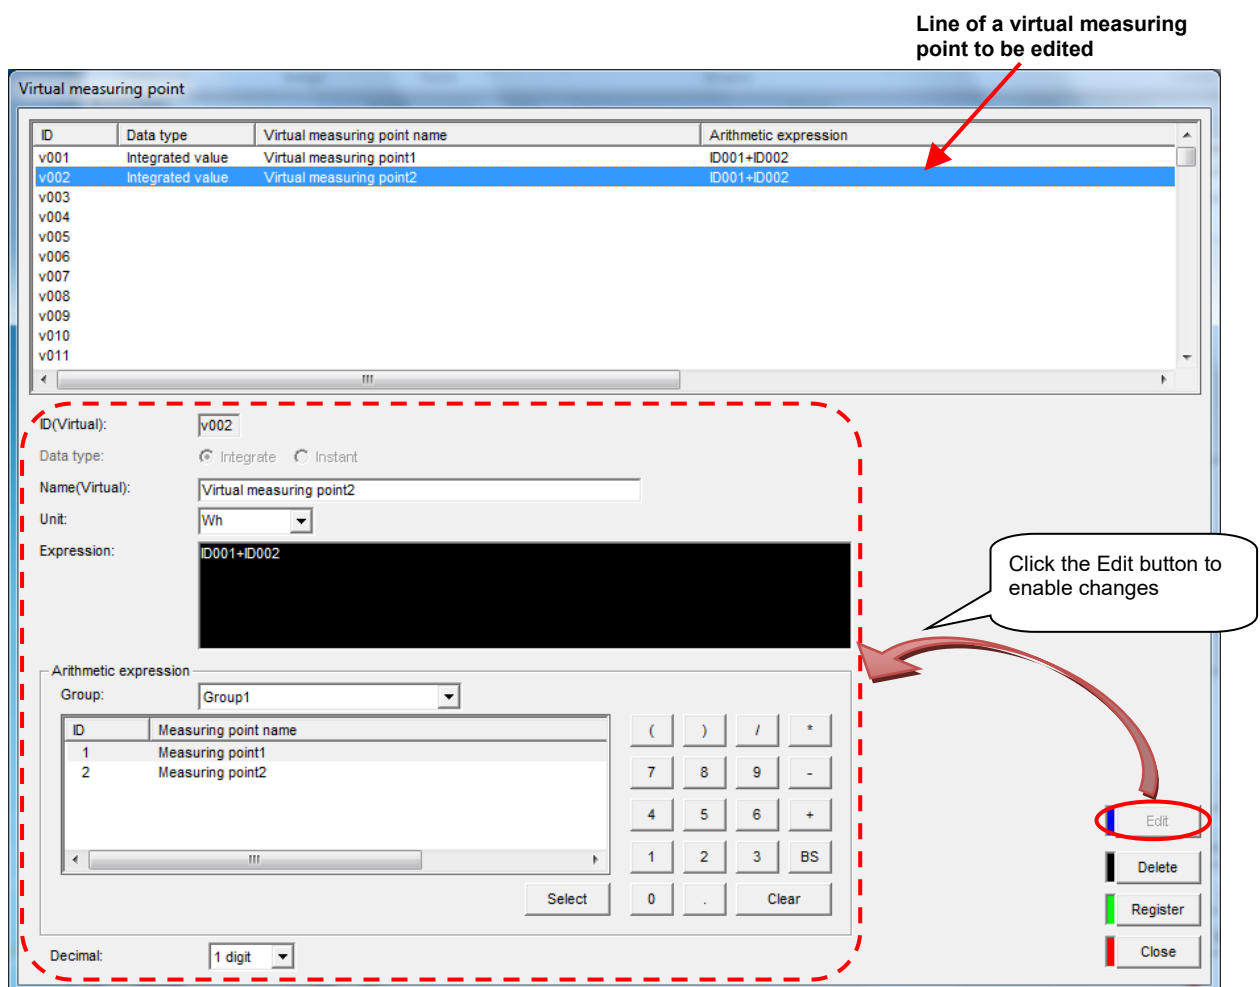 Line of a virtual measuring
point to be edited
Virtual measuring point
ID Data type Virtual measuring point name Arithmetic expression
v001 Integrated value Virtual measuring point1 ID001+ID002
v002 Integrated value Virtual measuring point2 ID001+ID002
v003
v004
v005
v006
v007
v008
v009
v010
v011
ID(Virtual): v002
Data type: Integrate Instant
Name(Virtual): Virtual measuring point2
Unit: Wh
Expression: ID001+ID002
Click the Edit button to
enable changes
Arithmetic expression
Group: Group1
ID Measuring point name
1 Measuring point1
2 Measuring point2
( ) / *
7 8 9 -
4 5 6 +
1 2 3 BS
Select 0 . Clear
Edit
Delete
Register
Close
Decimal: 1 digit